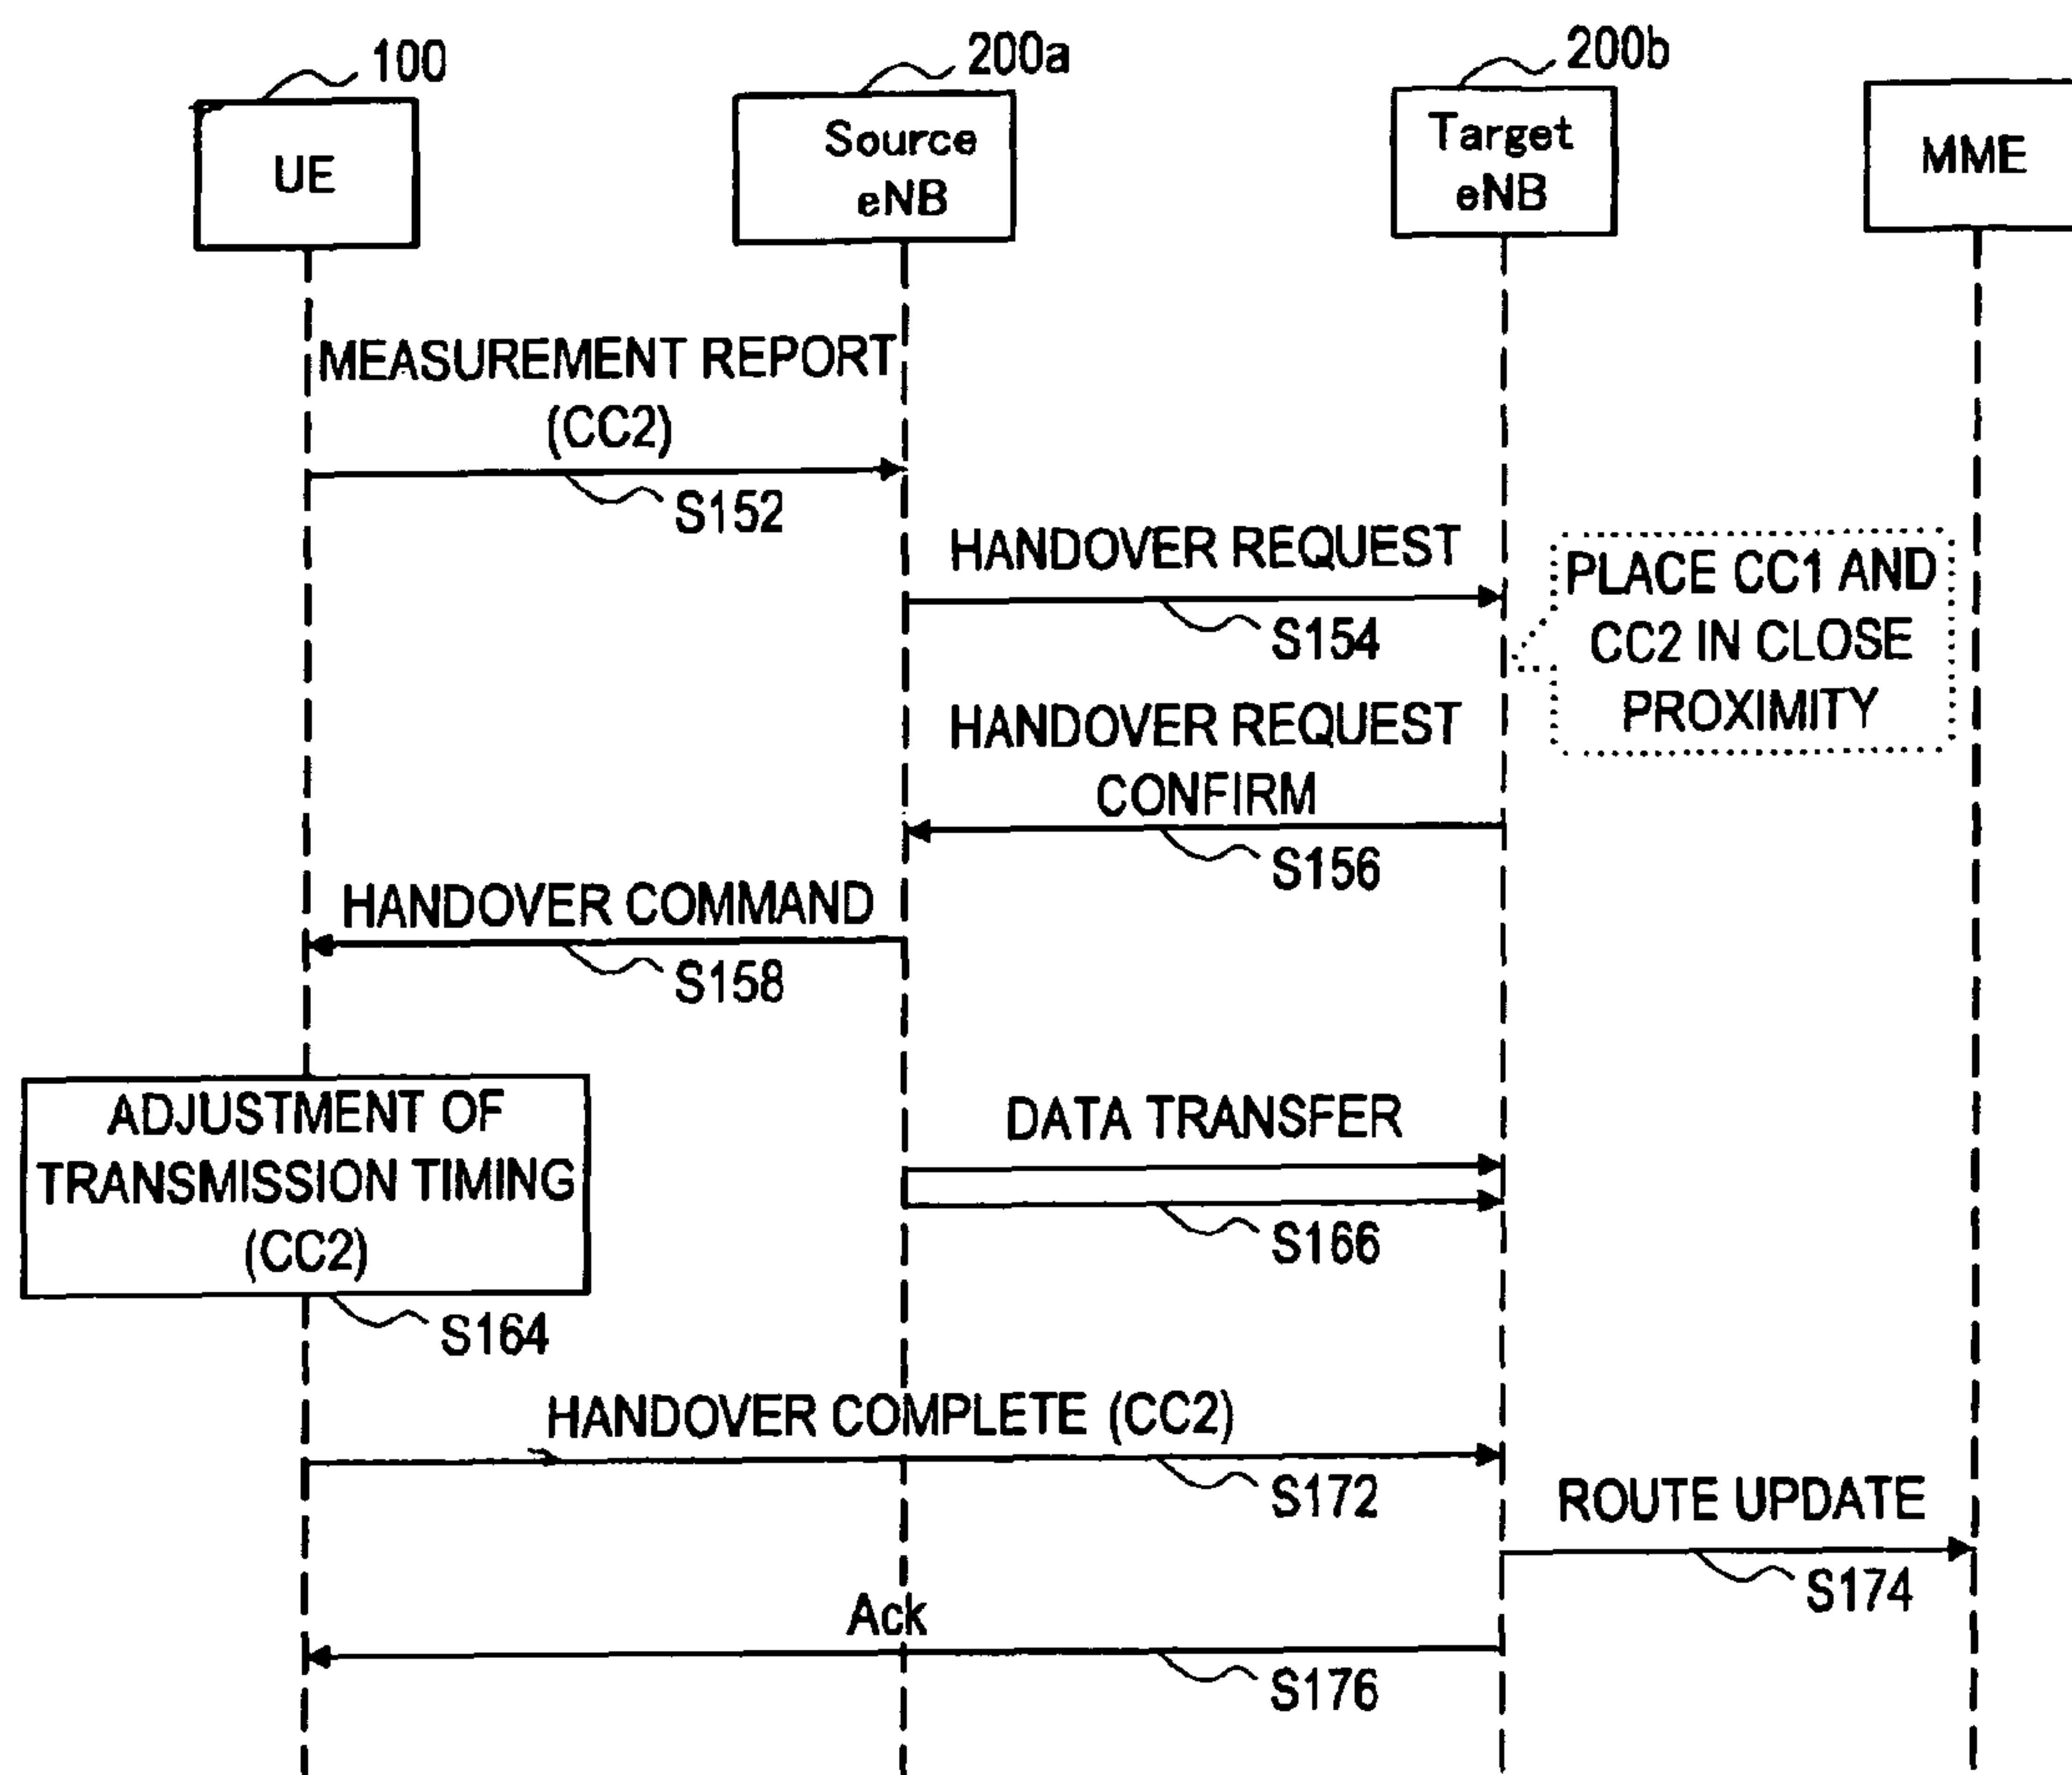 100
200a
200b
UE
Source
eNB
Target
eNB
MME
MEASUREMENT REPORT
(CC2)
S152
HANDOVER REQUEST
S154
PLACE CC1 AND
CC2 IN CLOSE
PROXIMITY
HANDOVER REQUEST
CONFIRM
S156
HANDOVER COMMAND
S158
ADJUSTMENT OF
TRANSMISSION TIMING
(CC2)
S164
DATA TRANSFER
S166
HANDOVER COMPLETE (CC2)
S172
ROUTE UPDATE
S174
Ack
S176